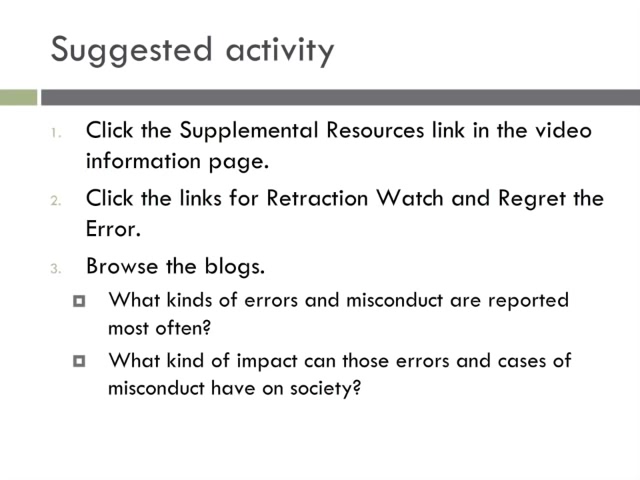 Suggested activity
1. Click the Supplemental Resources link in the video
information page.
2. Click the links for Retraction Watch and Regret the
Error.
3. Browse the blogs.
What kinds of errors and misconduct are reported
most often?
What kind of impact can those errors and cases of
misconduct have on society?